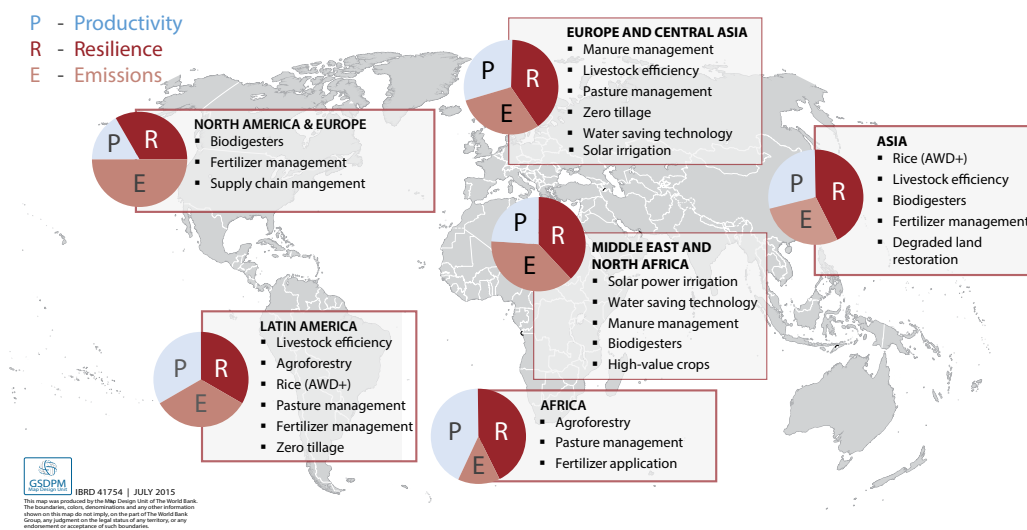 P - Productivity
R - Resilience
E - Emissions
EUROPE AND CENTRAL ASIA
▪ Manure management
▪ Livestock efficiency
▪ Pasture management
▪ Zero tillage
▪ Water saving technology
▪ Solar irrigation
P
R
E
NORTH AMERICA & EUROPE
▪ Biodigesters
▪ Fertilizer management
▪ Supply chain mangement
P
R
E
ASIA
▪ Rice (AWD+)
▪ Livestock efficiency
▪ Biodigesters
▪ Fertilizer management
▪ Degraded land
restoration
P
R
E
MIDDLE EAST AND
NORTH AFRICA
▪ Solar power irrigation
▪ Water saving technology
▪ Manure management
▪ Biodigesters
▪ High-value crops
P
R
E
LATIN AMERICA
▪ Livestock efficiency
▪ Agroforestry
▪ Rice (AWD+)
▪ Pasture management
▪ Fertilizer management
▪ Zero tillage
P
R
E
AFRICA
▪ Agroforestry
▪ Pasture management
▪ Fertilizer application
P
R
E
GSDPM
Map Design Unit
IBRD 41754 | JULY 2015
This map was produced by the Map Design Unit of The World Bank.
The boundaries, colors, denominations and any other information
shown on this map do not imply, on the part of The World Bank
Group, any judgment on the legal status of any territory, or any
endorsement or acceptance of such boundaries.